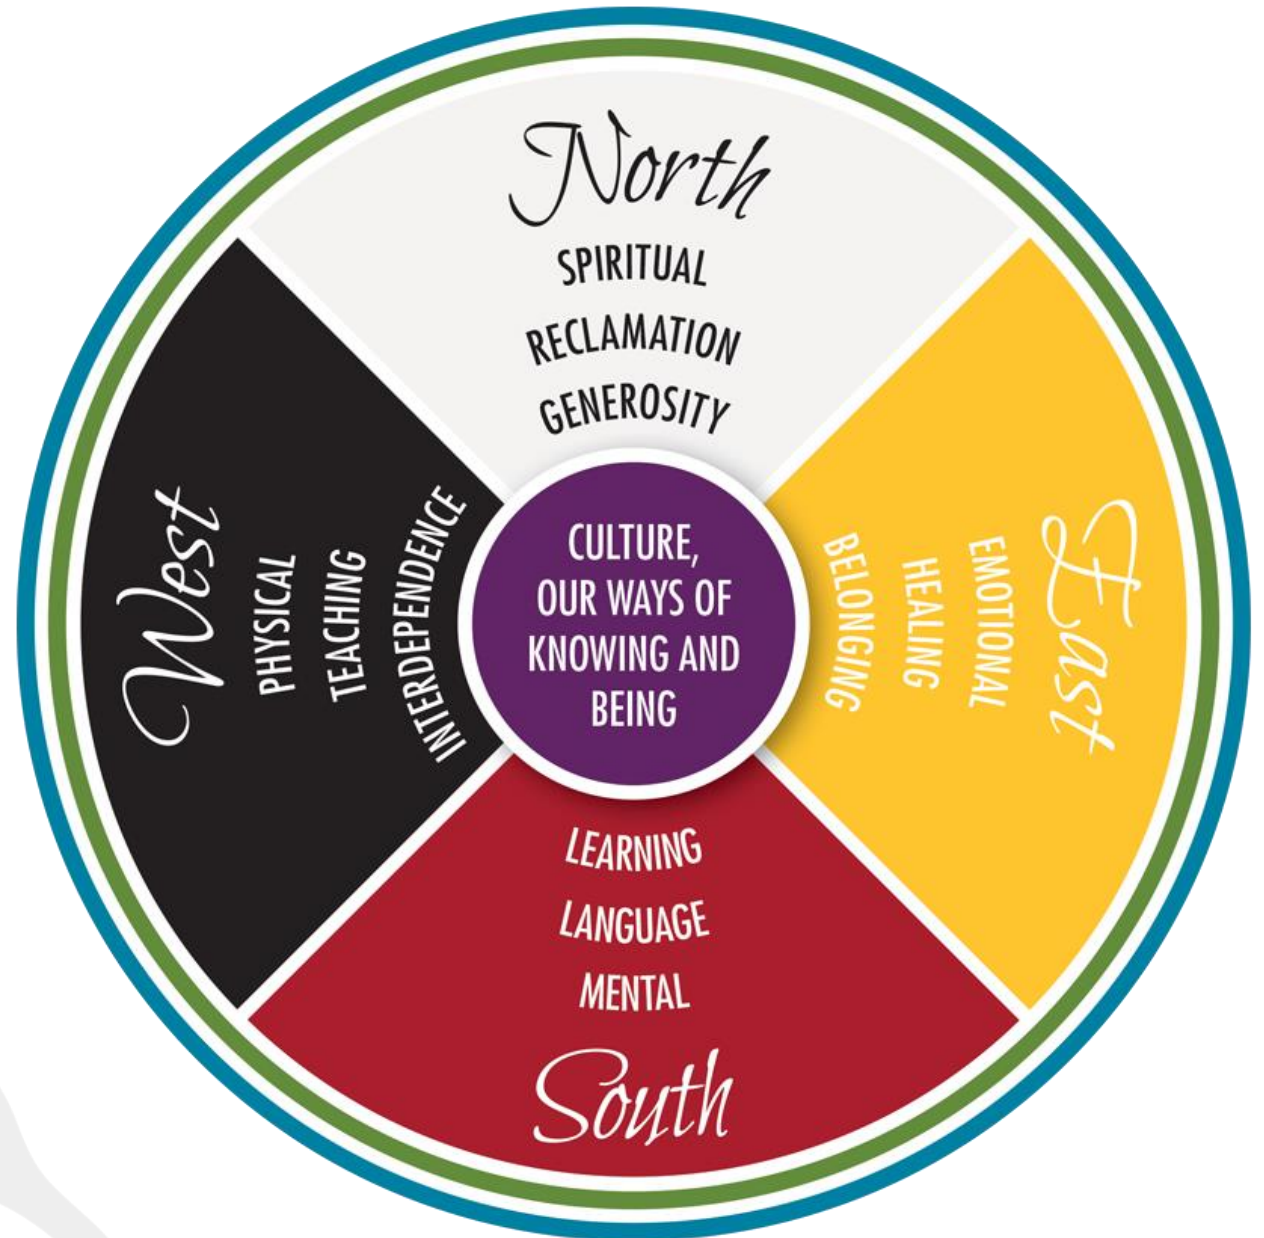 North
SPIRITUAL
RECLAMATION
GENEROSITY
West
PHYSICAL
TEACHING
INTERDEPENDENCE
CULTURE,
OUR WAYS OF
KNOWING AND
BEING
East
EMOTIONAL
HEALING
BELONGING
LEARNING
LANGUAGE
MENTAL
South